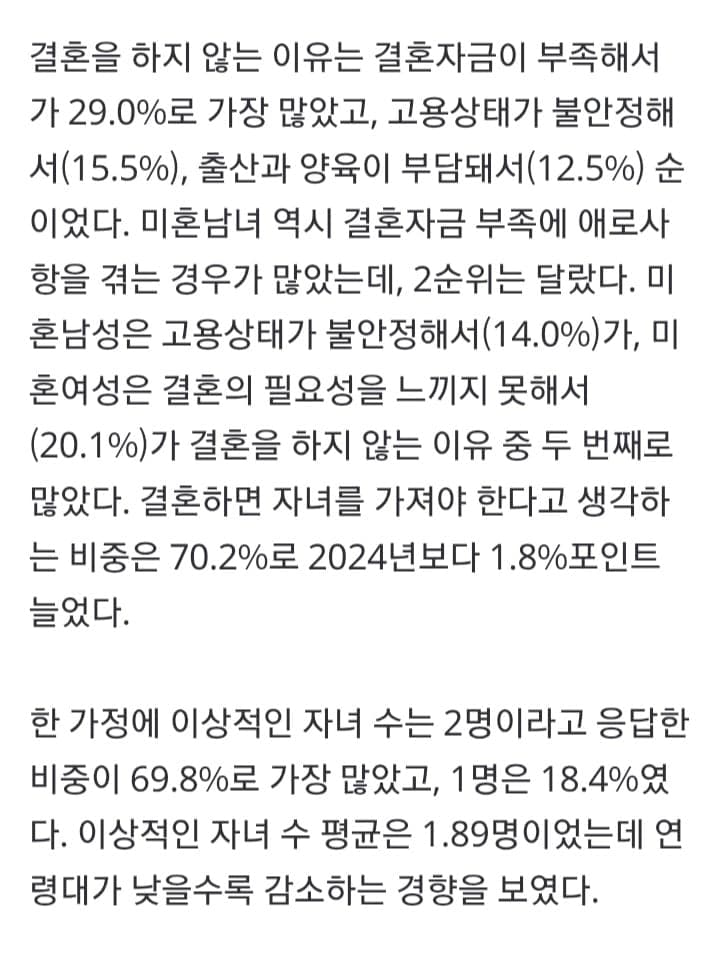 결혼을 하지 않는 이유는 결혼자금이 부족해서
가 29.0%로 가장 많았고, 고용상태가 불안정해
서(15.5%), 출산과 양육이 부담돼서(12.5%) 순
이었다. 미혼남녀 역시 결혼자금 부족에 애로사
항을 겪는 경우가 많았는데, 2순위는 달랐다. 미
혼남성은 고용상태가 불안정해서(14.0%)가, 미
혼여성은 결혼의 필요성을 느끼지 못해서
(20.1%)가 결혼을 하지 않는 이유 중 두 번째로
많았다. 결혼하면 자녀를 가져야 한다고 생각하
는 비중은 70.2%로 2024년보다 1.8%포인트
늘었다.
한 가정에 이상적인 자녀 수는 2명이라고 응답한
비중이 69.8%로 가장 많았고, 1명은 18.4%였
다. 이상적인 자녀 수 평균은 1.89명이었는데 연
령대가 낮을수록 감소하는 경향을 보였다.